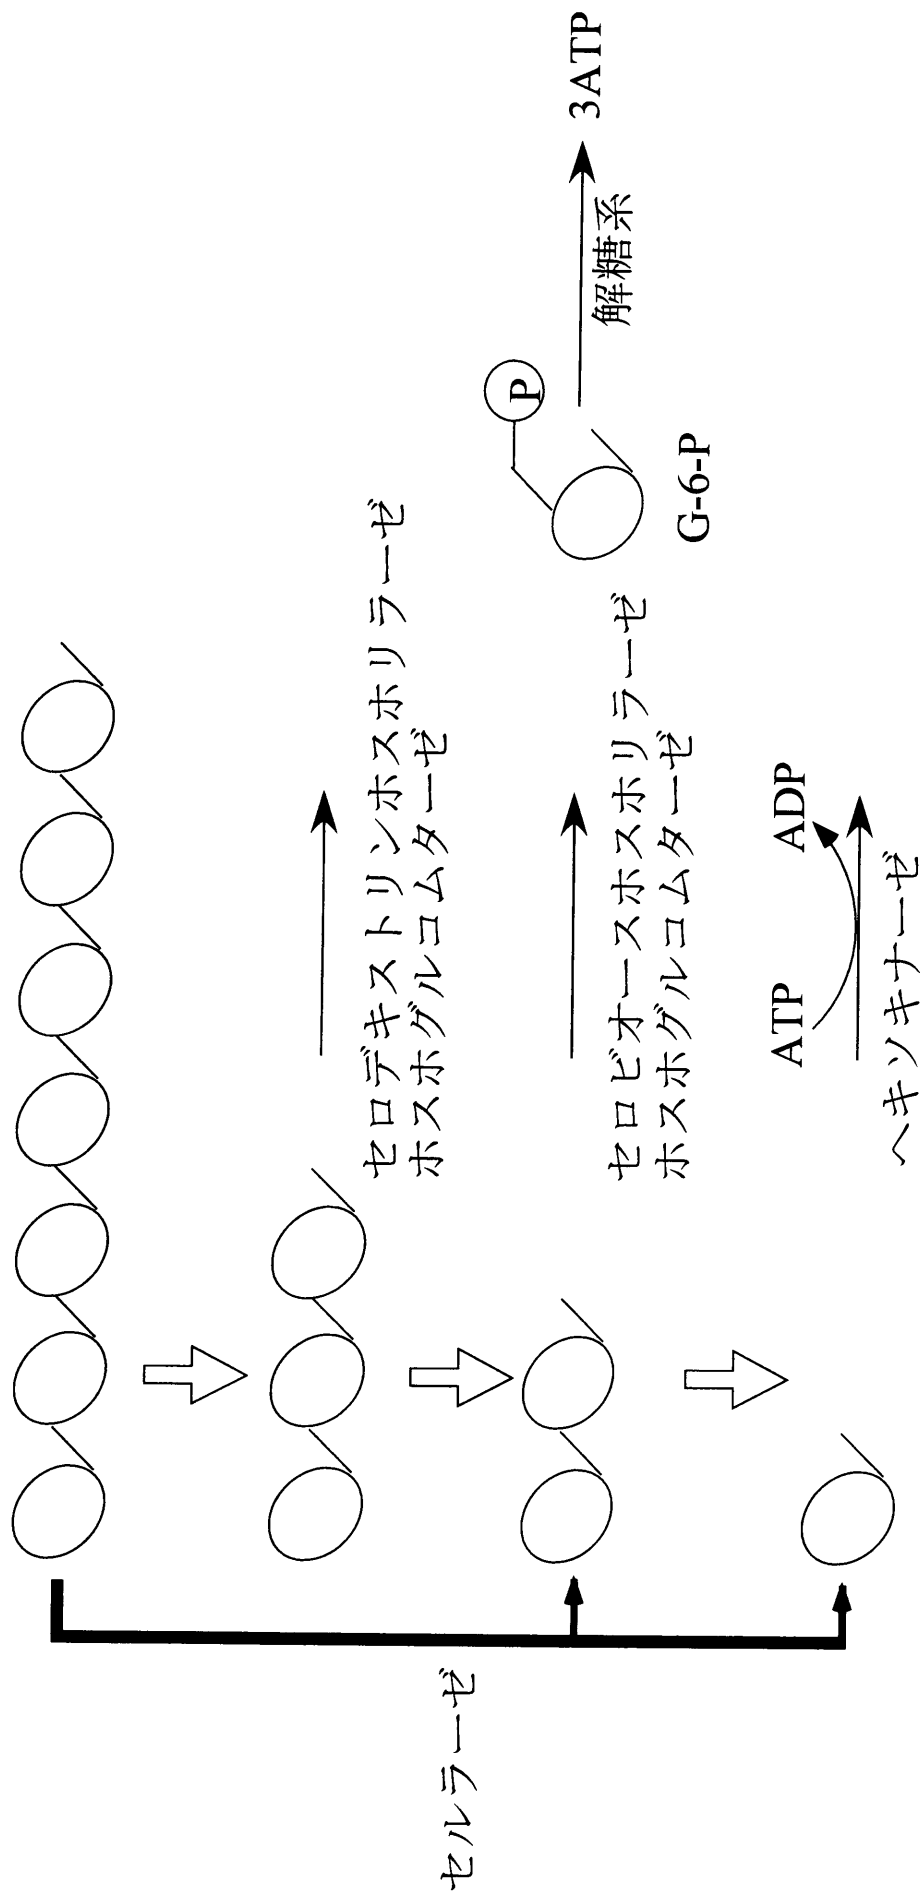 セルラーゼ
セロデキストリンホスホリラーゼ
ホスホグルコムターゼ
セロビオースホスホリラーゼ
ホスホグルコムターゼ
ATP
ADP
ヘキソキナーゼ
P
G-6-P
解糖系
3ATP